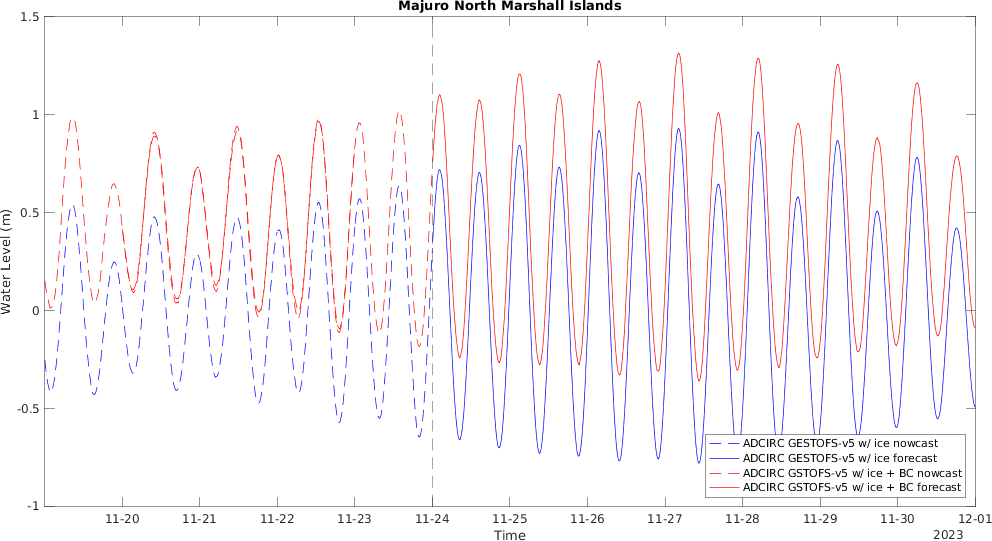 Majuro North Marshall Islands
1.5
1
0.5
0
-0.5
-1
Water Level (m)
ADCIRC GESTOFS-v5 w/ ice nowcast
ADCIRC GESTOFS-v5 w/ ice forecast
ADCIRC GSTOFS-v5 w/ ice + BC nowcast
ADCIRC GSTOFS-v5 w/ ice + BC forecast
11-20 11-21 11-22 11-23 11-24 11-25 11-26 11-27 11-28 11-29 11-30 12-01
Time
2023